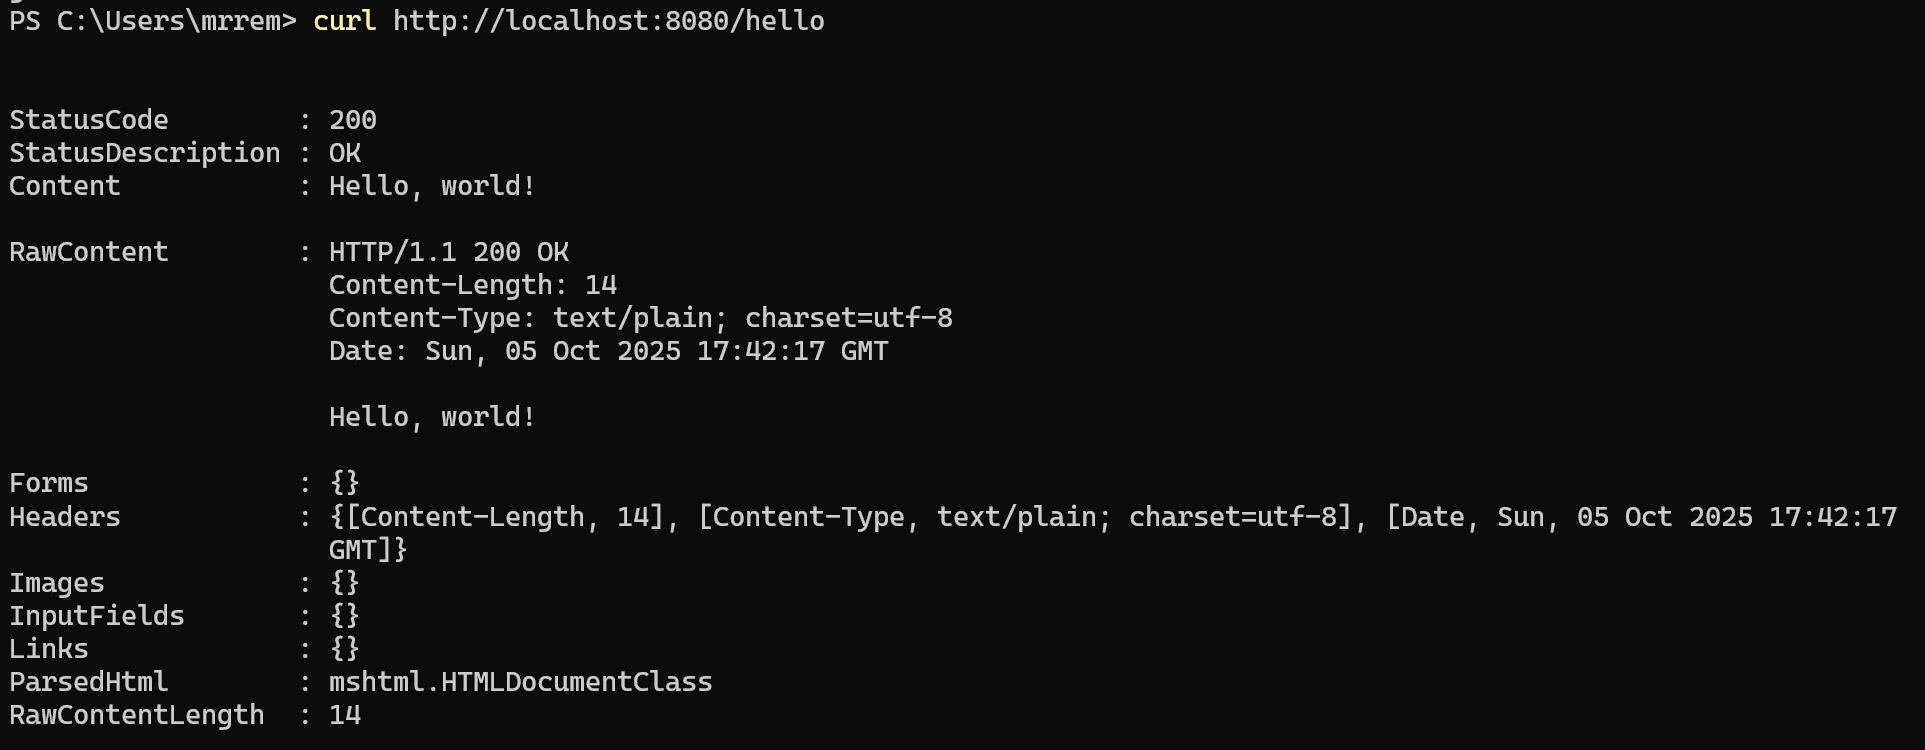 PS C:\Users\mrrem> curl http://localhost:8080/hello
StatusCode        : 200
StatusDescription : OK
Content           : Hello, world!
RawContent        : HTTP/1.1 200 OK
                    Content-Length: 14
                    Content-Type: text/plain; charset=utf-8
                    Date: Sun, 05 Oct 2025 17:42:17 GMT
                    Hello, world!
Forms             : {}
Headers           : {[Content-Length, 14], [Content-Type, text/plain; charset=utf-8], [Date, Sun, 05 Oct 2025 17:42:17
                    GMT]}
Images            : {}
InputFields       : {}
Links             : {}
ParsedHtml        : mshtml.HTMLDocumentClass
RawContentLength  : 14